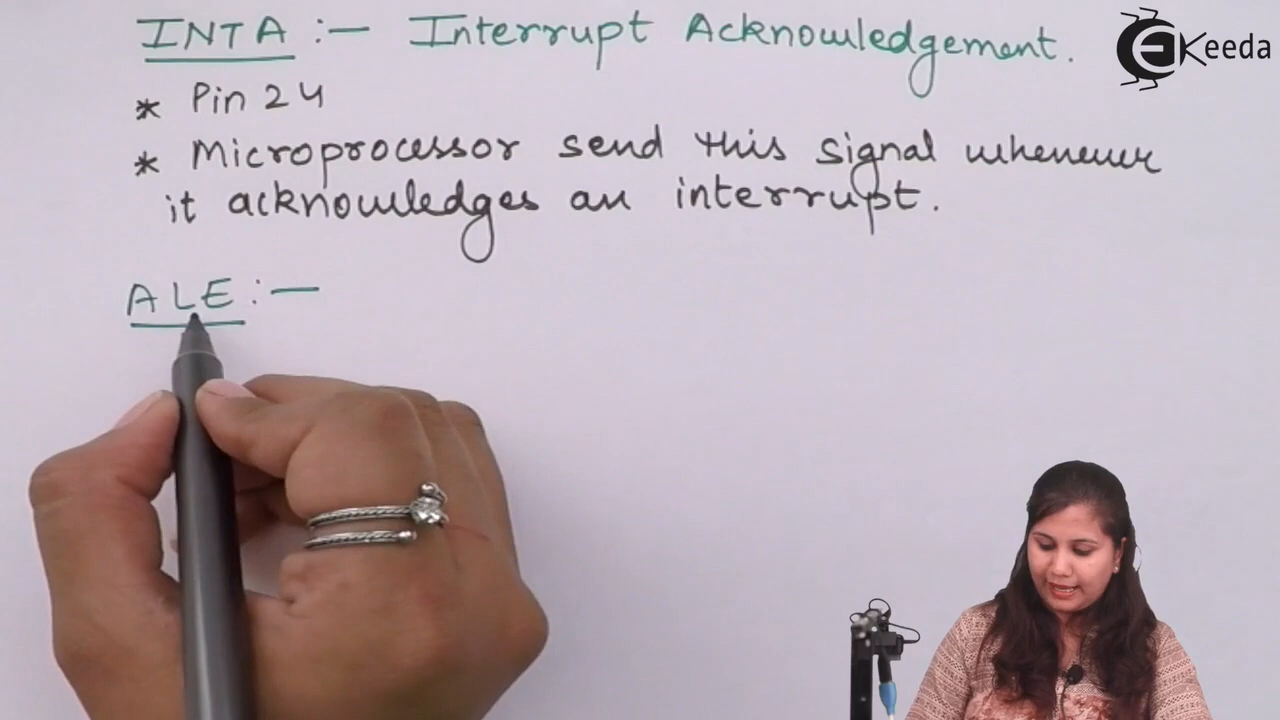 INTA :- Interrupt Acknowledgement.
* Pin 24
* Microprocessor send this signal whenever
it acknowledges an interrupt.
ALE :-
EKeeda